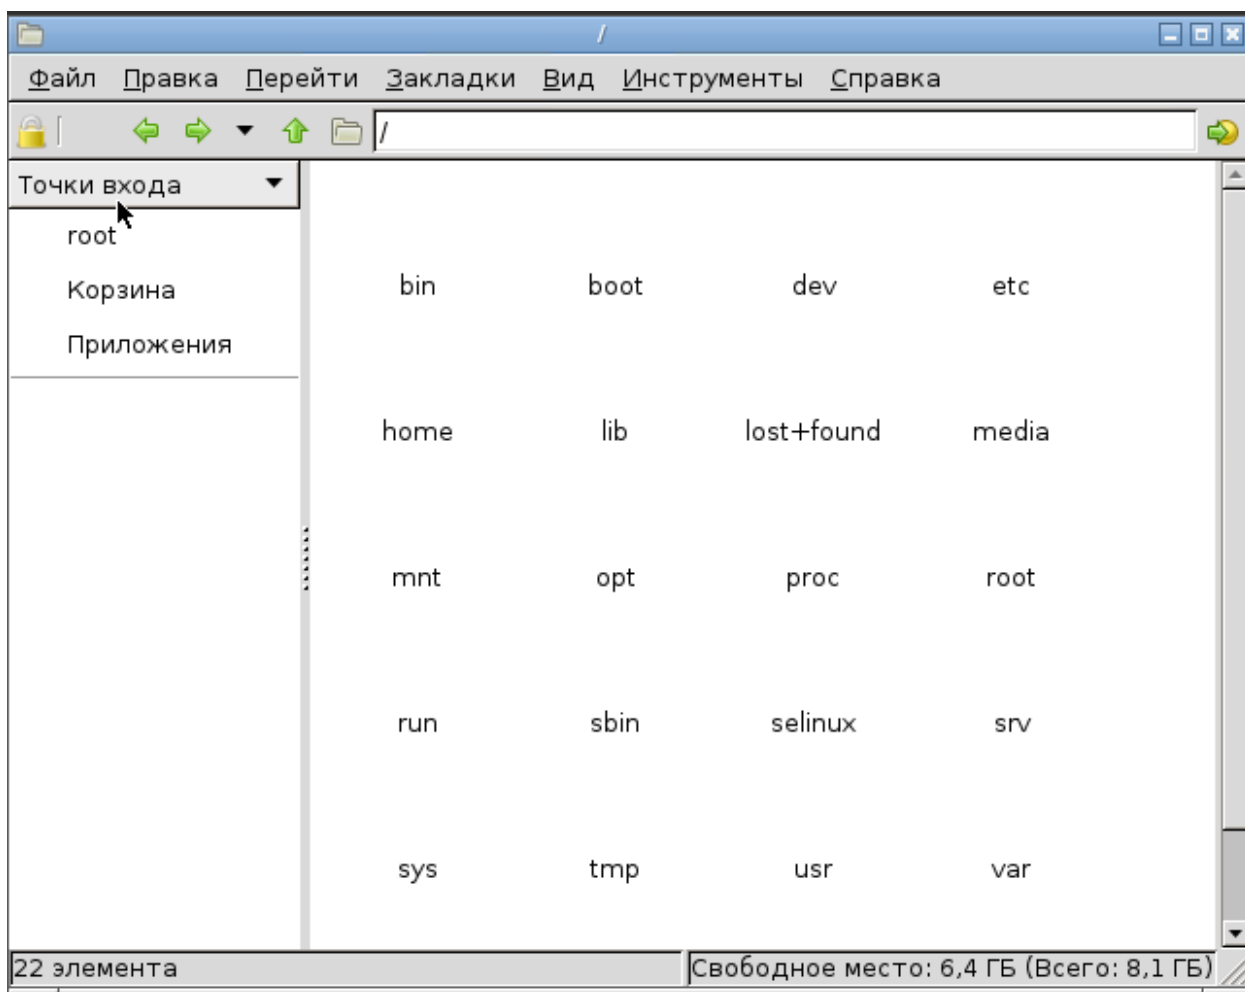 /
Файл Правка Перейти Закладки Вид Инструменты Справка
/
Точки входа
root
Корзина
Приложения
bin boot dev etc
home lib lost+found media
mnt opt proc root
run sbin selinux srv
sys tmp usr var
22 элемента Свободное место: 6,4 ГБ (Всего: 8,1 ГБ)